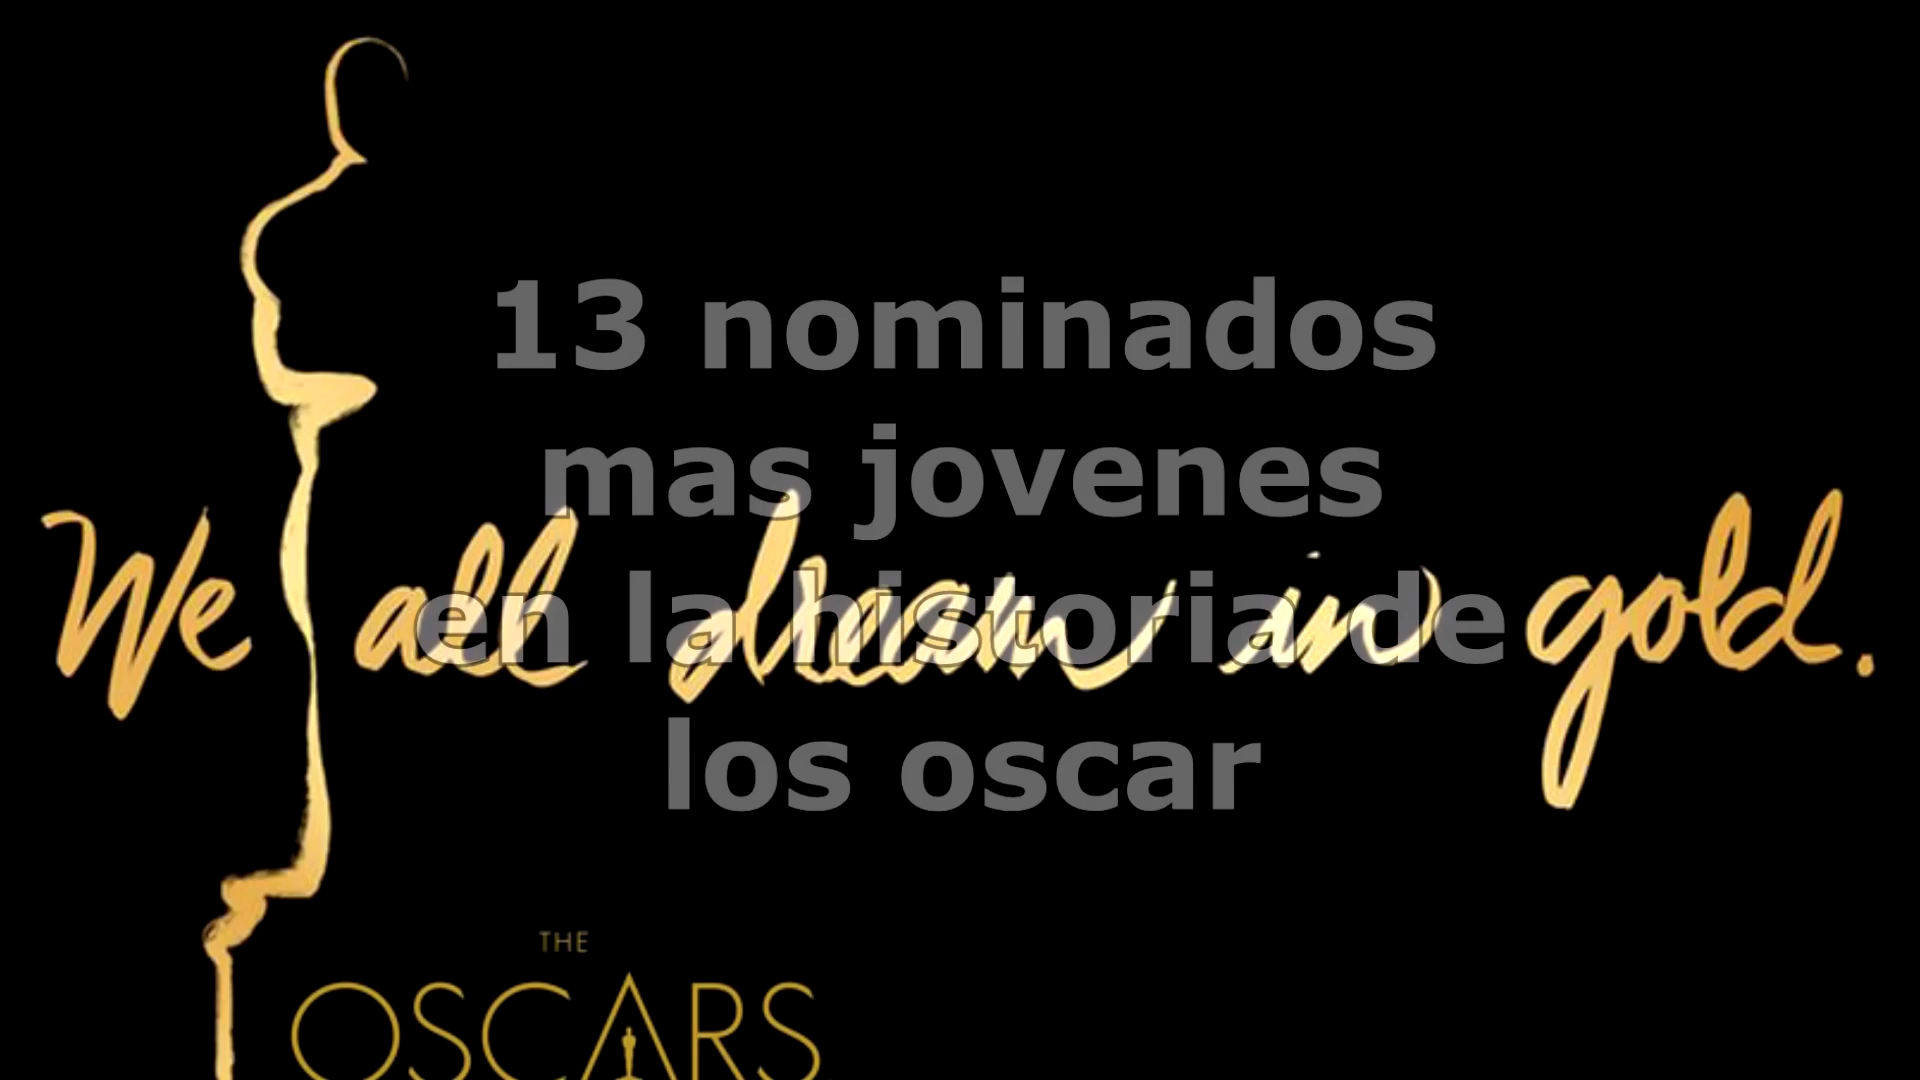 13 nominados
mas jovenes
en la historia de
los oscar
We all dream in gold.
THE
OSCARS